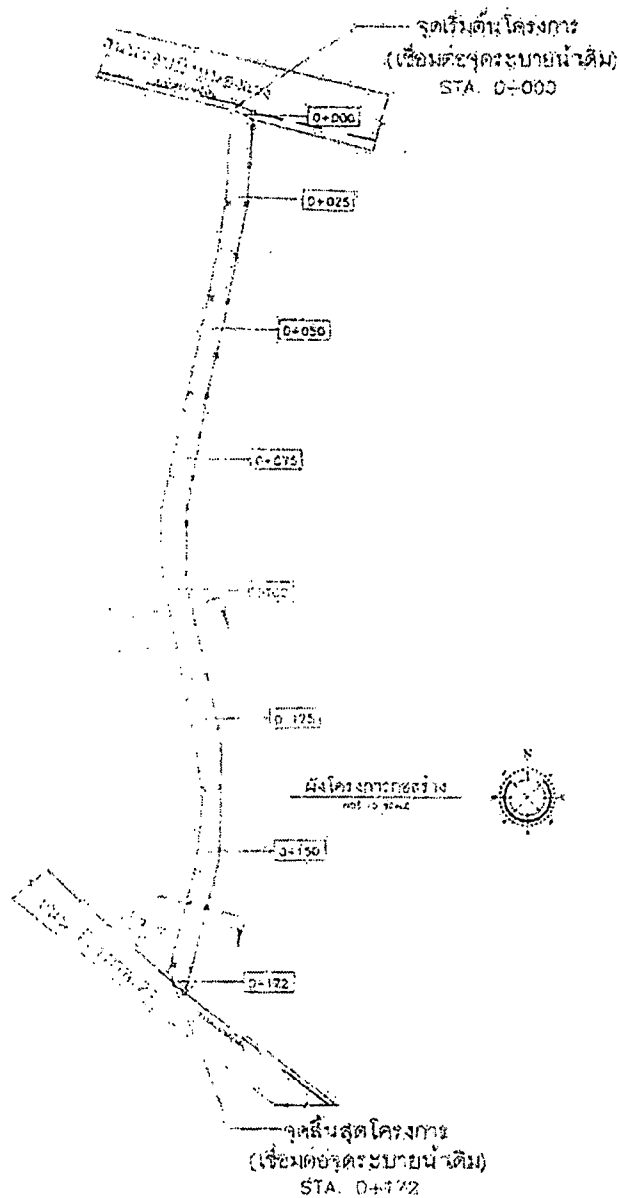 จุดเริ่มต้นโครงการ
(เชื่อมต่อจุดระบายน้ำเดิม)
STA. 0+000
0+000
0+025
0+050
0+075
0+125
ผังโครงการก่อสร้าง
NOT TO SCALE
N
0+150
0+172
จุดสิ้นสุดโครงการ
(เชื่อมต่อจุดระบายน้ำเดิม)
STA. 0+172